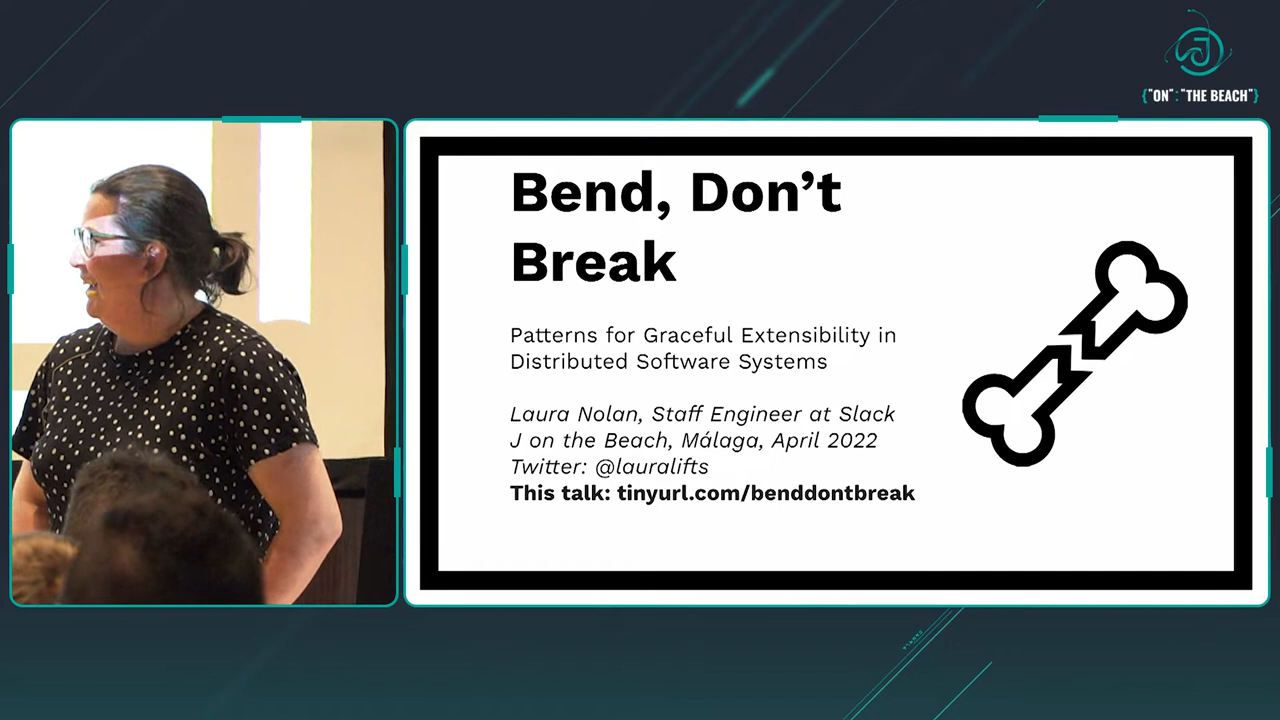 {"ON":"THE BEACH"}
Bend, Don't
Break
Patterns for Graceful Extensibility in
Distributed Software Systems
Laura Nolan, Staff Engineer at Slack
J on the Beach, Málaga, April 2022
Twitter: @lauralifts
This talk: tinyurl.com/benddontbreak